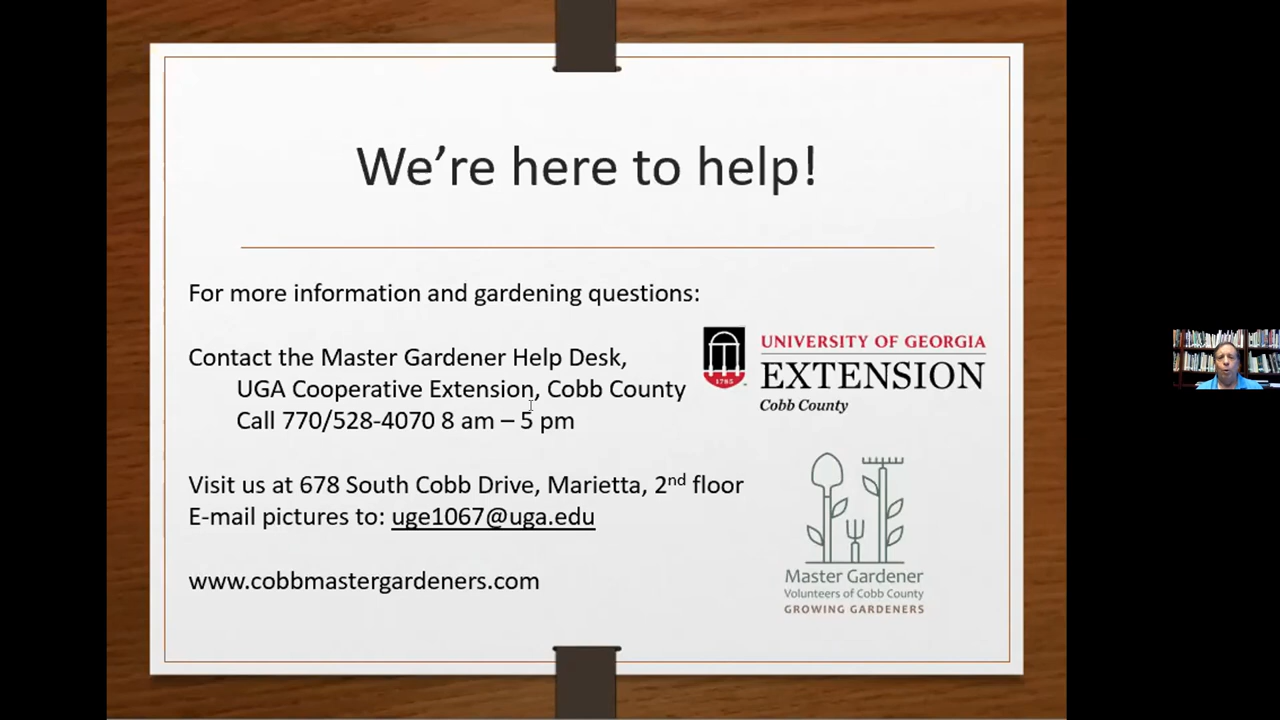 We're here to help!
For more information and gardening questions:
Contact the Master Gardener Help Desk,
UGA Cooperative Extension, Cobb County
Call 770/528-4070 8 am – 5 pm
Visit us at 678 South Cobb Drive, Marietta, 2nd floor
E-mail pictures to: uge1067@uga.edu
www.cobbmastergardeners.com
UNIVERSITY OF GEORGIA
EXTENSION
Cobb County
1785
Master Gardener
Volunteers of Cobb County
GROWING GARDENERS